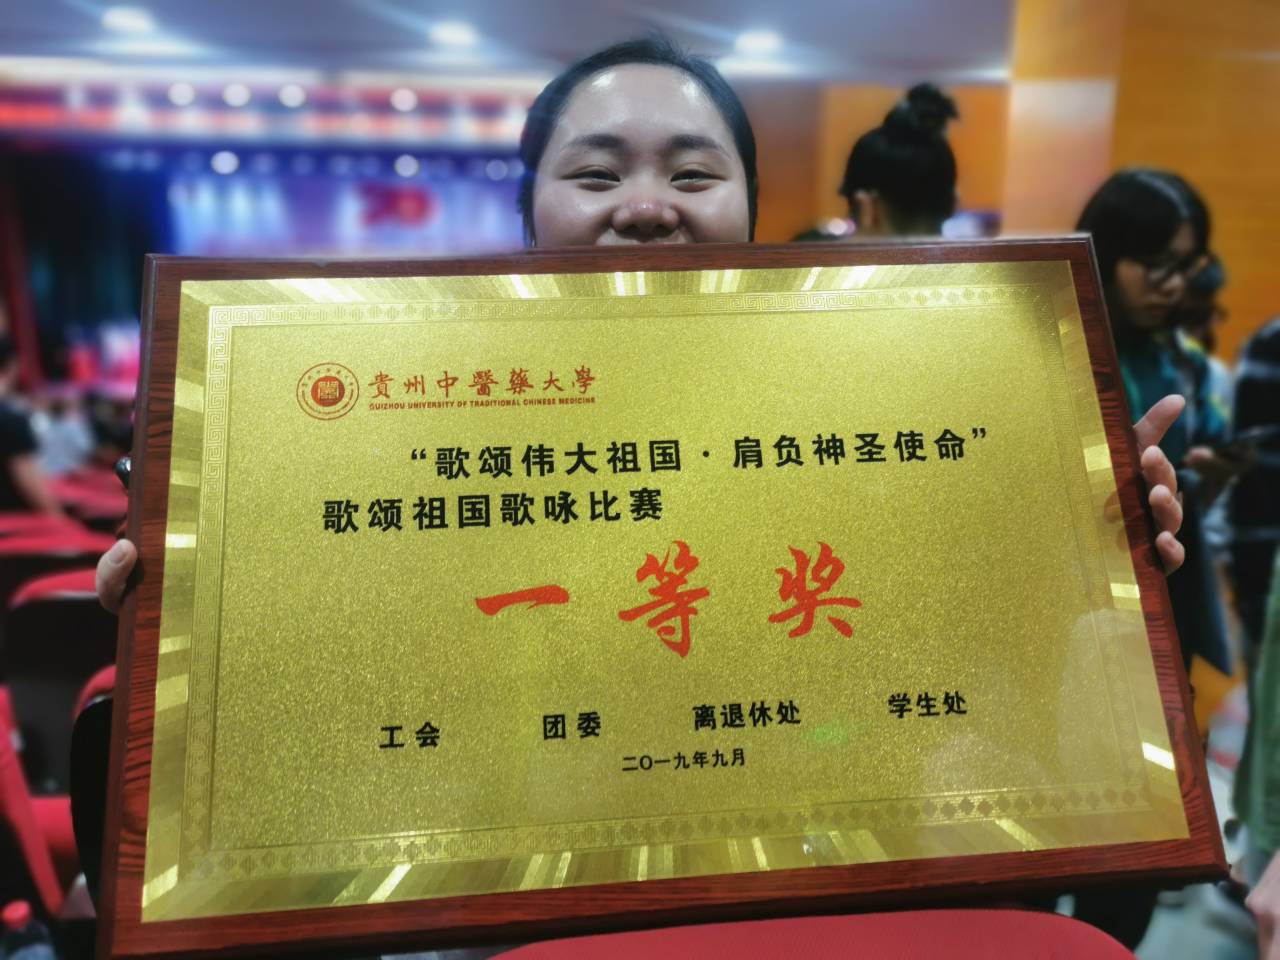 貴州中醫藥大學
GUIZHOU UNIVERSITY OF TRADITIONAL CHINESE MEDICINE
“歌颂伟大祖国·肩负神圣使命”
歌颂祖国歌咏比赛
一等奖
工会 团委 离退休处 学生处
二〇一九年九月